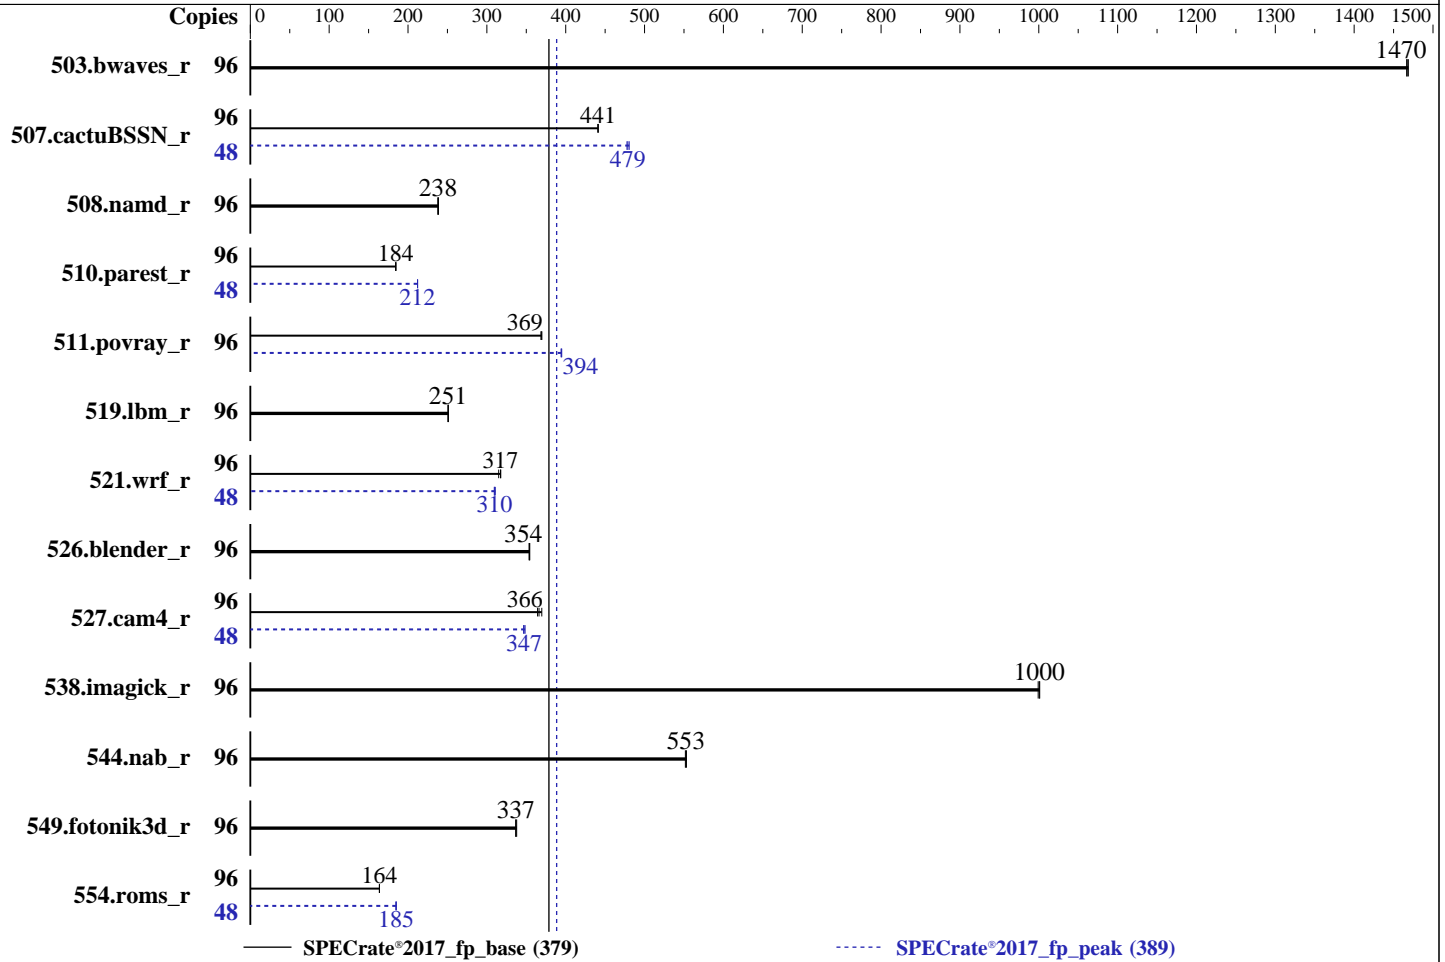 Copies 0 100 200 300 400 500 600 700 800 900 1000 1100 1200 1300 1400 1500
503.bwaves_r 96 1470
507.cactuBSSN_r 96 441
48 479
508.namd_r 96 238
510.parest_r 96 184
48 212
511.povray_r 96 369
394
519.lbm_r 96 251
521.wrf_r 96 317
48 310
526.blender_r 96 354
527.cam4_r 96 366
48 347
538.imagick_r 96 1000
544.nab_r 96 553
549.fotonik3d_r 96 337
554.roms_r 96 164
48 185
SPECrate®2017_fp_base (379) SPECrate®2017_fp_peak (389)